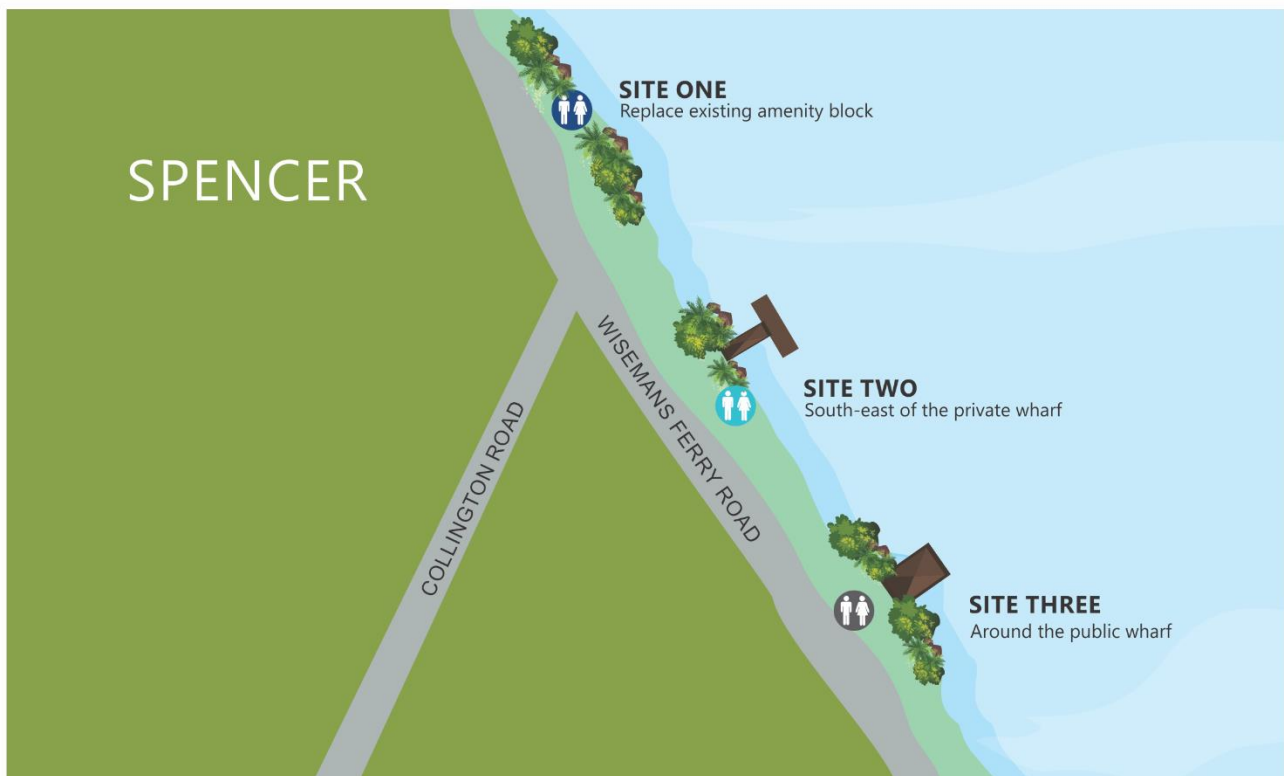 SITE ONE
Replace existing amenity block
SPENCER
WISEMANS FERRY ROAD
SITE TWO
South-east of the private wharf
COLLINGTON ROAD
SITE THREE
Around the public wharf